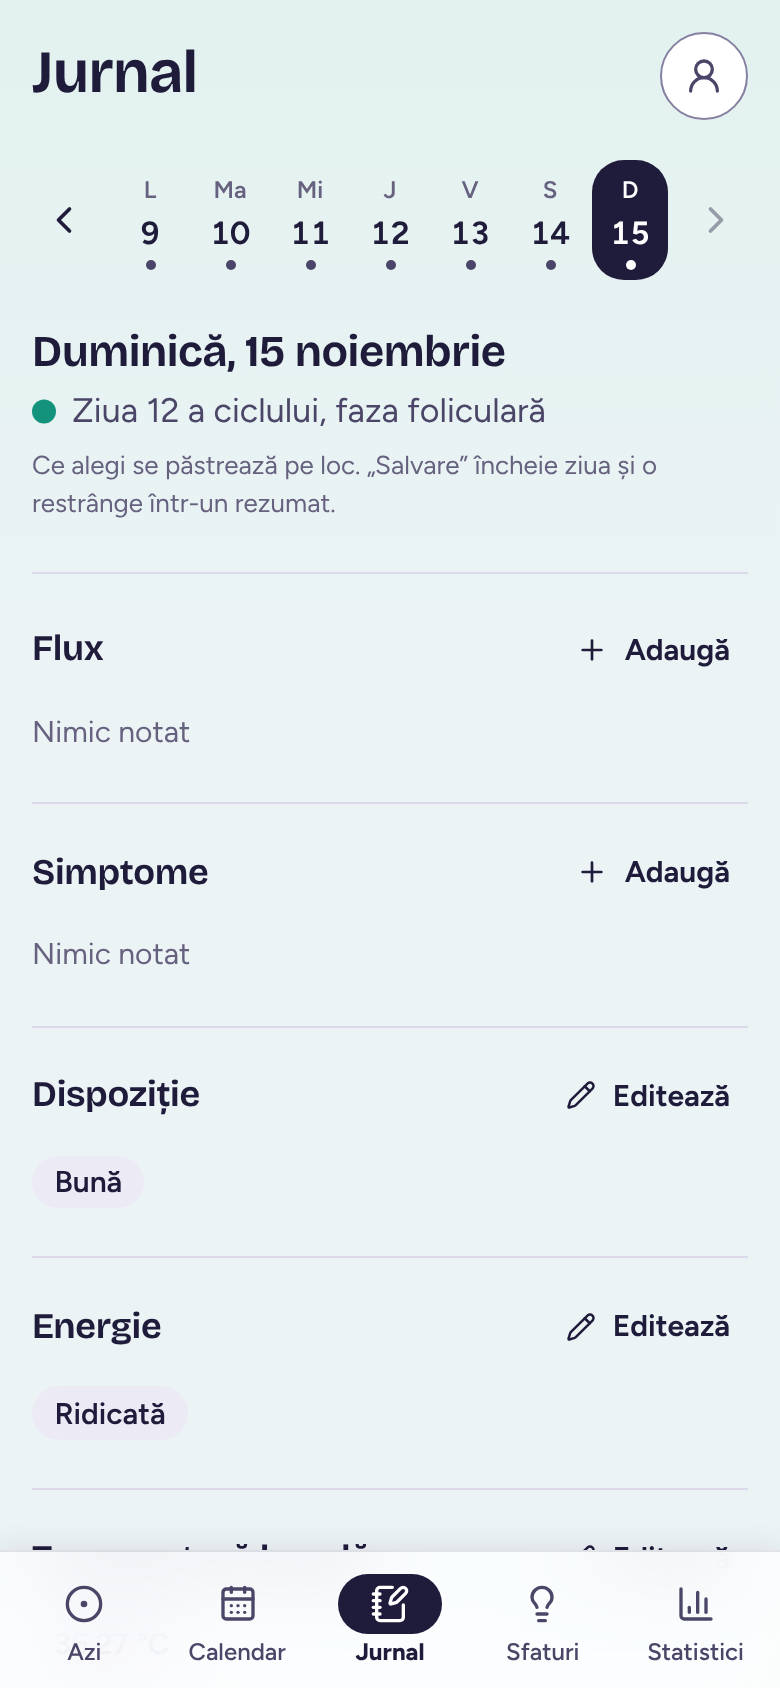 Jurnal
L Ma Mi J V S D
9 10 11 12 13 14 15
Duminică, 15 noiembrie
Ziua 12 a ciclului, faza foliculară
Ce alegi se păstrează pe loc. „Salvare” încheie ziua și o
restrânge într-un rezumat.
Flux
Adaugă
Nimic notat
Simptome
Adaugă
Nimic notat
Dispoziție
Editează
Bună
Energie
Editează
Ridicată
Editează
Azi
Calendar
Jurnal
Sfaturi
Statistici